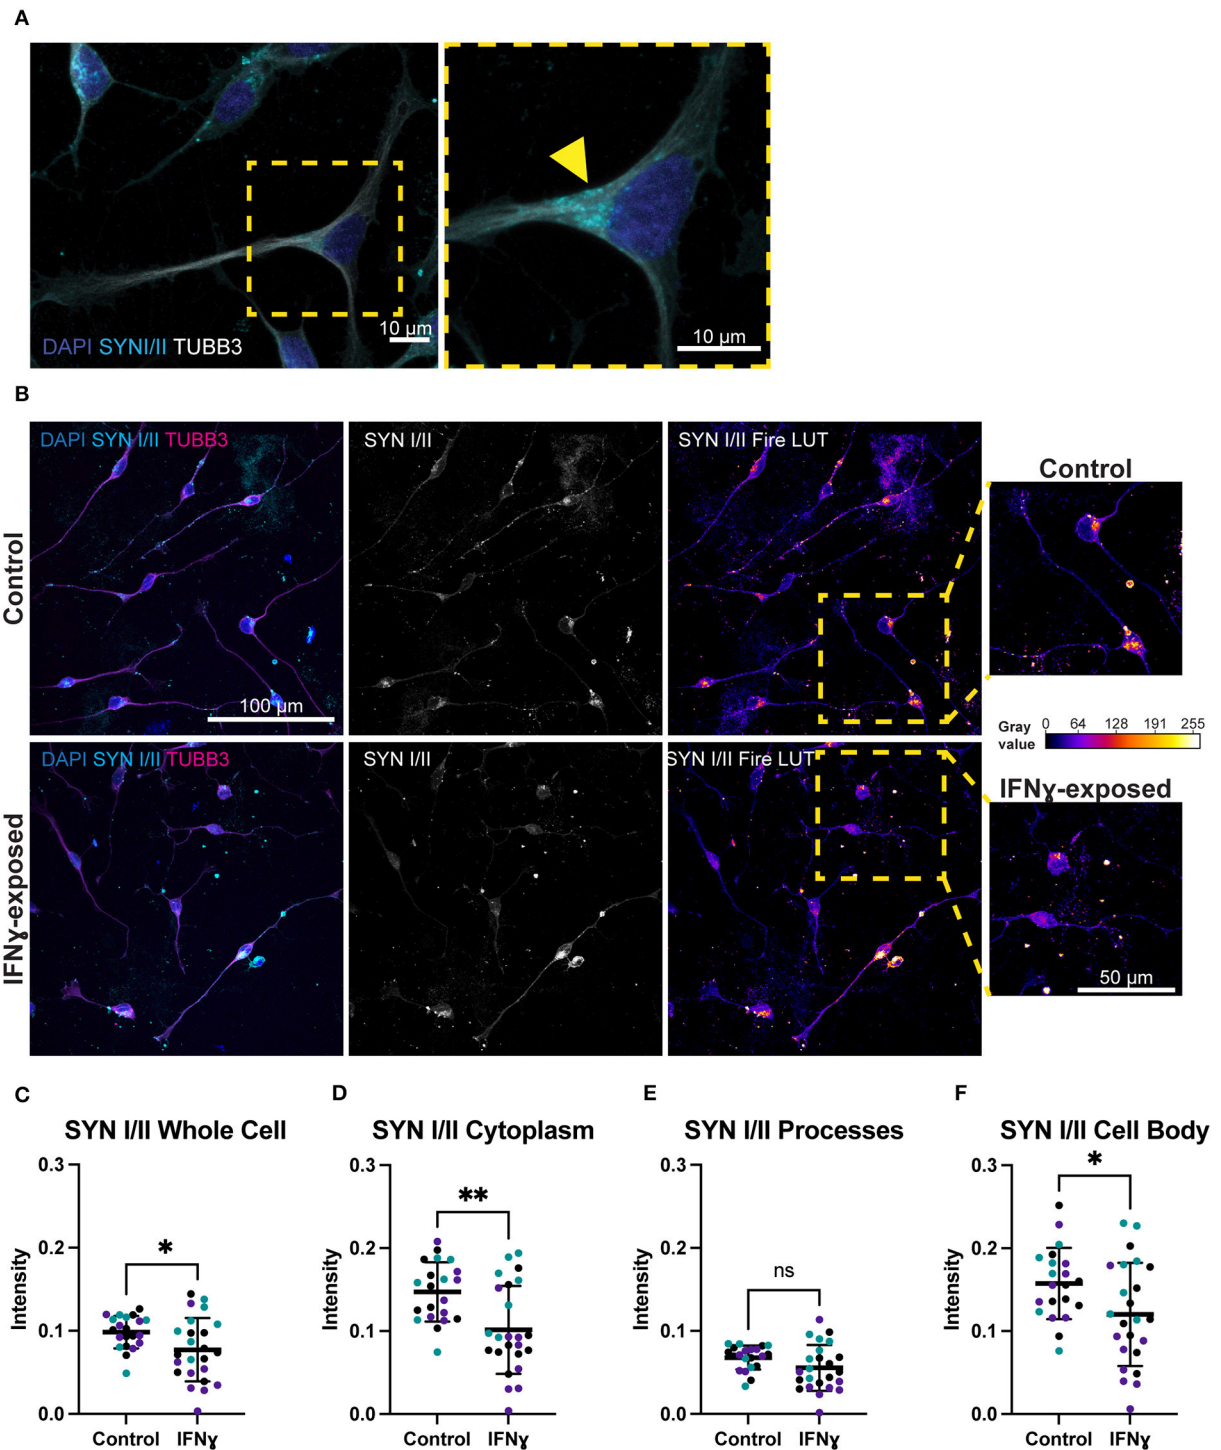 A
DAPI SYNI/II TUBB3
10 µm
10 µm
B
Control
DAPI SYN I/II TUBB3
100 µm
SYN I/II
SYN I/II Fire LUT
Control
Gray value
0 64 128 191 255
IFNɣ-exposed
DAPI SYN I/II TUBB3
SYN I/II
SYN I/II Fire LUT
IFNɣ-exposed
50 µm
C
SYN I/II Whole Cell
Intensity
0.3
0.2
0.1
0.0
*
Control IFNɣ
D
SYN I/II Cytoplasm
Intensity
0.3
0.2
0.1
0.0
**
Control IFNɣ
E
SYN I/II Processes
Intensity
0.3
0.2
0.1
0.0
ns
Control IFNɣ
F
SYN I/II Cell Body
Intensity
0.3
0.2
0.1
0.0
*
Control IFNɣ